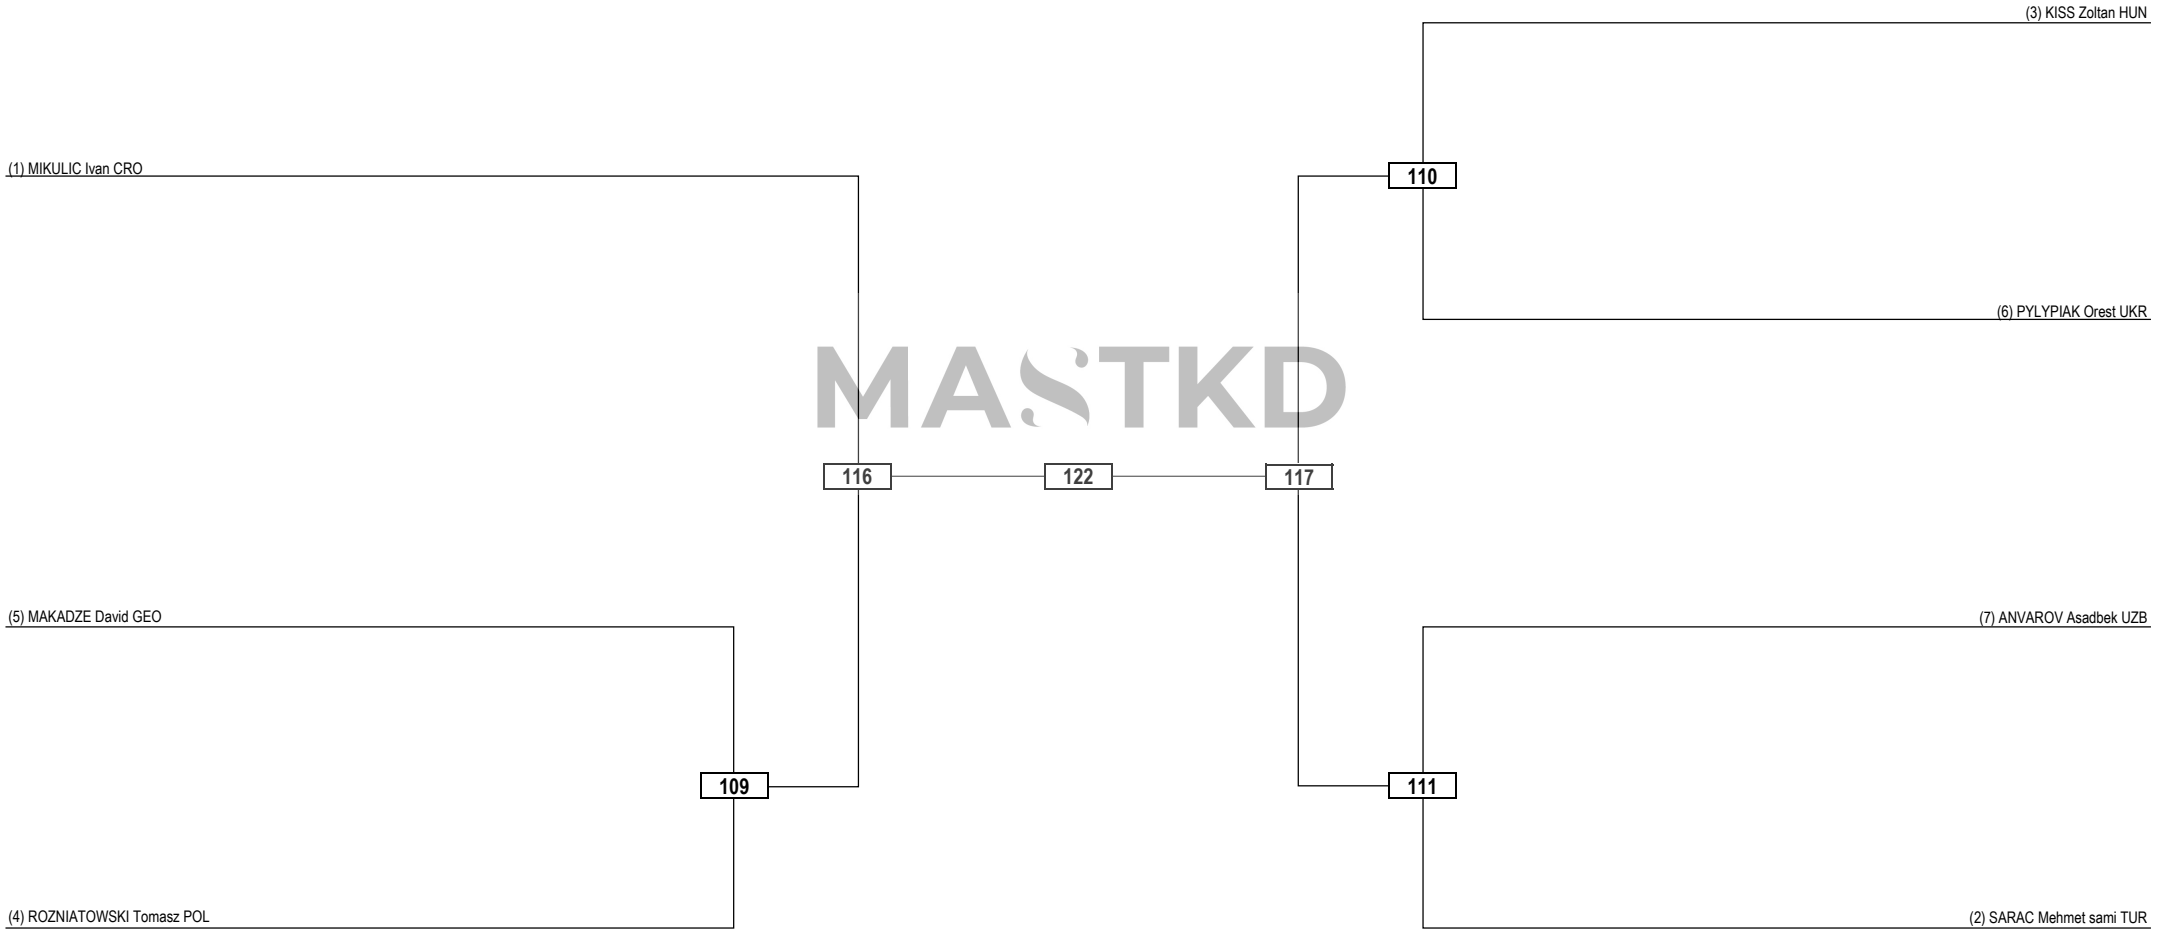 (3) KISS Zoltan HUN
(1) MIKULIC Ivan CRO
110
(6) PYLYPIAK Orest UKR
MASTKD
116
122
117
(5) MAKADZE David GEO
(7) ANVAROV Asadbek UZB
109
111
(4) ROZNIATOWSKI Tomasz POL
(2) SARAC Mehmet sami TUR